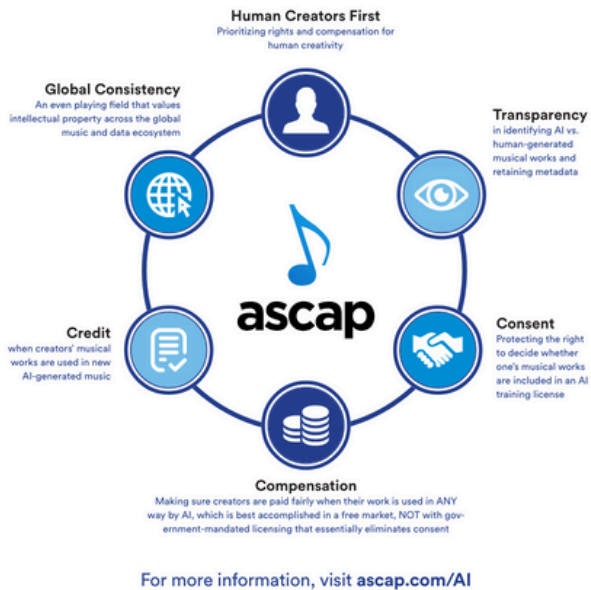 Human Creators First
Prioritizing rights and compensation for
human creativity
Transparency
in identifying AI vs.
human-generated
musical works and
retaining metadata
Consent
Protecting the right
to decide whether
one's musical works
are included in an AI
training license
Compensation
Making sure creators are paid fairly when their work is used in ANY
way by AI, which is best accomplished in a free market, NOT with gov-
ernment-mandated licensing that essentially eliminates consent
Credit
when creators' musical
works are used in new
AI-generated music
Global Consistency
An even playing field that values
intellectual property across the global
music and data ecosystem
ascap
For more information, visit ascap.com/AI